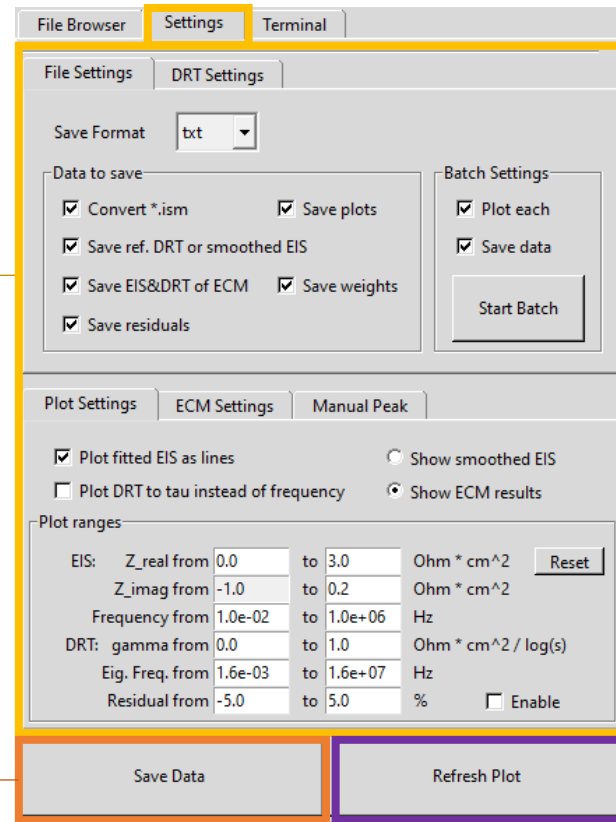 File Browser Settings Terminal
File Settings DRT Settings
Save Format txt
Data to save Batch Settings
Convert *.ism Save plots Plot each
Save ref. DRT or smoothed EIS Save data
Save EIS&DRT of ECM Save weights Start Batch
Save residuals
Plot Settings ECM Settings Manual Peak
Plot fitted EIS as lines Show smoothed EIS
Plot DRT to tau instead of frequency Show ECM results
Plot ranges
EIS: Z_real from 0.0 to 3.0 Ohm * cm^2 Reset
Z_imag from -1.0 to 0.2 Ohm * cm^2
Frequency from 1.0e-02 to 1.0e+06 Hz
DRT: gamma from 0.0 to 1.0 Ohm * cm^2 / log(s)
Eig. Freq. from 1.6e-03 to 1.6e+07 Hz
Residual from -5.0 to 5.0 % Enable
Save Data Refresh Plot